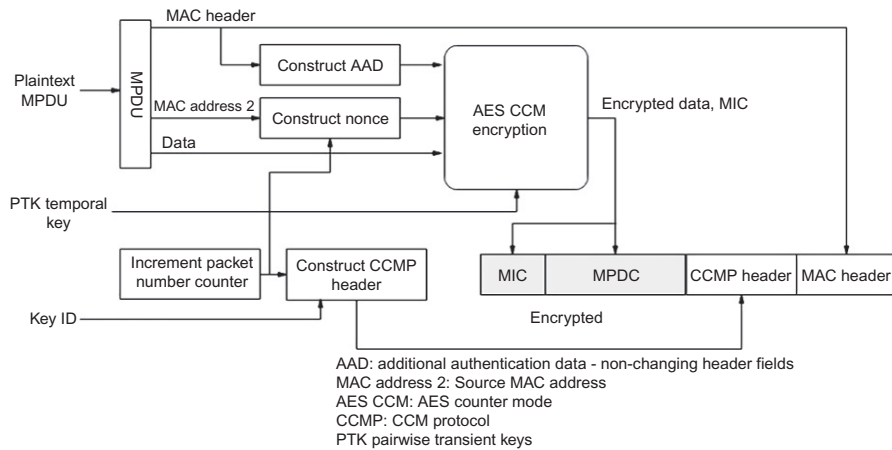 MAC header
Plaintext
MPDU
MPDU
Construct AAD
MAC address 2
Construct nonce
Data
AES CCM
encryption
Encrypted data, MIC
PTK temporal
key
Increment packet
number counter
Construct CCMP
header
MIC
MPDC
CCMP header
MAC header
Key ID
Encrypted
AAD: additional authentication data - non-changing header fields
MAC address 2: Source MAC address
AES CCM: AES counter mode
CCMP: CCM protocol
PTK pairwise transient keys